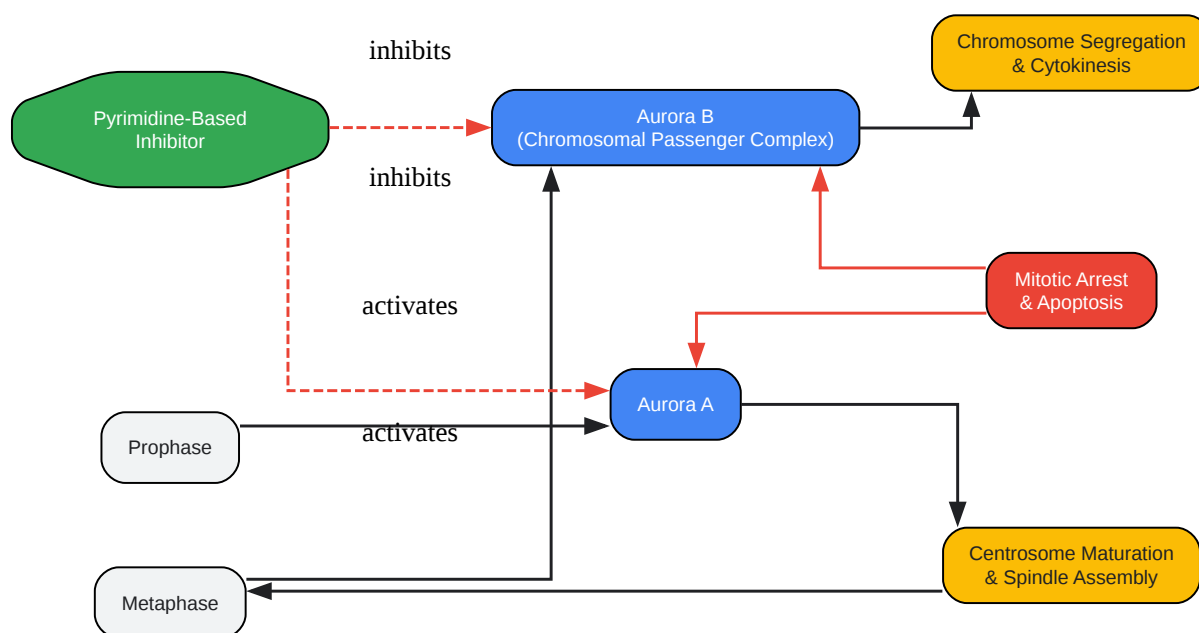 inhibits
Chromosome Segregation
& Cytokinesis
Pyrimidine-Based
Inhibitor
Aurora B
(Chromosomal Passenger Complex)
inhibits
Mitotic Arrest
& Apoptosis
activates
Aurora A
activates
Prophase
Centrosome Maturation
& Spindle Assembly
Metaphase